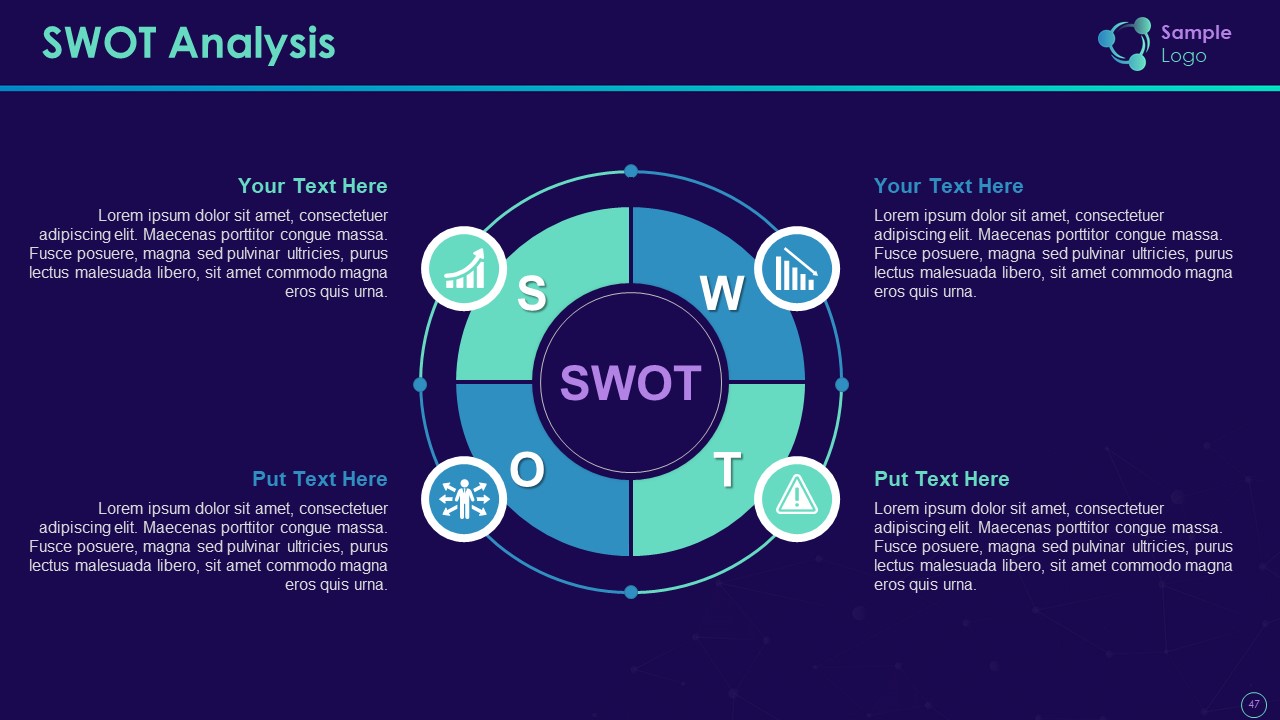 SWOT Analysis
Sample
Logo
Your Text Here
Lorem ipsum dolor sit amet, consectetuer
adipiscing elit. Maecenas porttitor congue massa.
Fusce posuere, magna sed pulvinar ultricies, purus
lectus malesuada libero, sit amet commodo magna
eros quis urna.
Your Text Here
Lorem ipsum dolor sit amet, consectetuer
adipiscing elit. Maecenas porttitor congue massa.
Fusce posuere, magna sed pulvinar ultricies, purus
lectus malesuada libero, sit amet commodo magna
eros quis urna.
S
W
SWOT
O
T
Put Text Here
Lorem ipsum dolor sit amet, consectetuer
adipiscing elit. Maecenas porttitor congue massa.
Fusce posuere, magna sed pulvinar ultricies, purus
lectus malesuada libero, sit amet commodo magna
eros quis urna.
Put Text Here
Lorem ipsum dolor sit amet, consectetuer
adipiscing elit. Maecenas porttitor congue massa.
Fusce posuere, magna sed pulvinar ultricies, purus
lectus malesuada libero, sit amet commodo magna
eros quis urna.
47